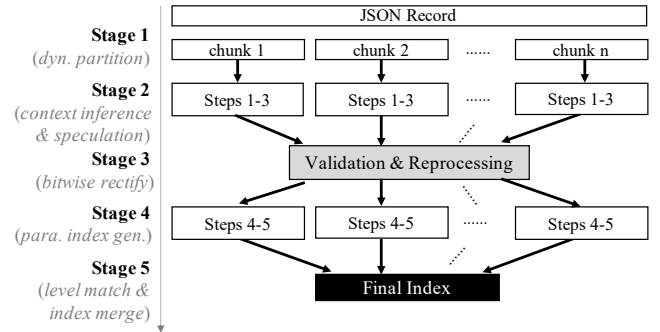 JSON Record
Stage 1
(dyn. partition)
chunk 1 chunk 2 ...... chunk n
Stage 2
(context inference
& speculation)
Steps 1-3 Steps 1-3 ...... Steps 1-3
Stage 3
(bitwise rectify)
Validation & Reprocessing
Stage 4
(para. index gen.)
Steps 4-5 Steps 4-5 ...... Steps 4-5
Stage 5
(level match &
index merge)
Final Index